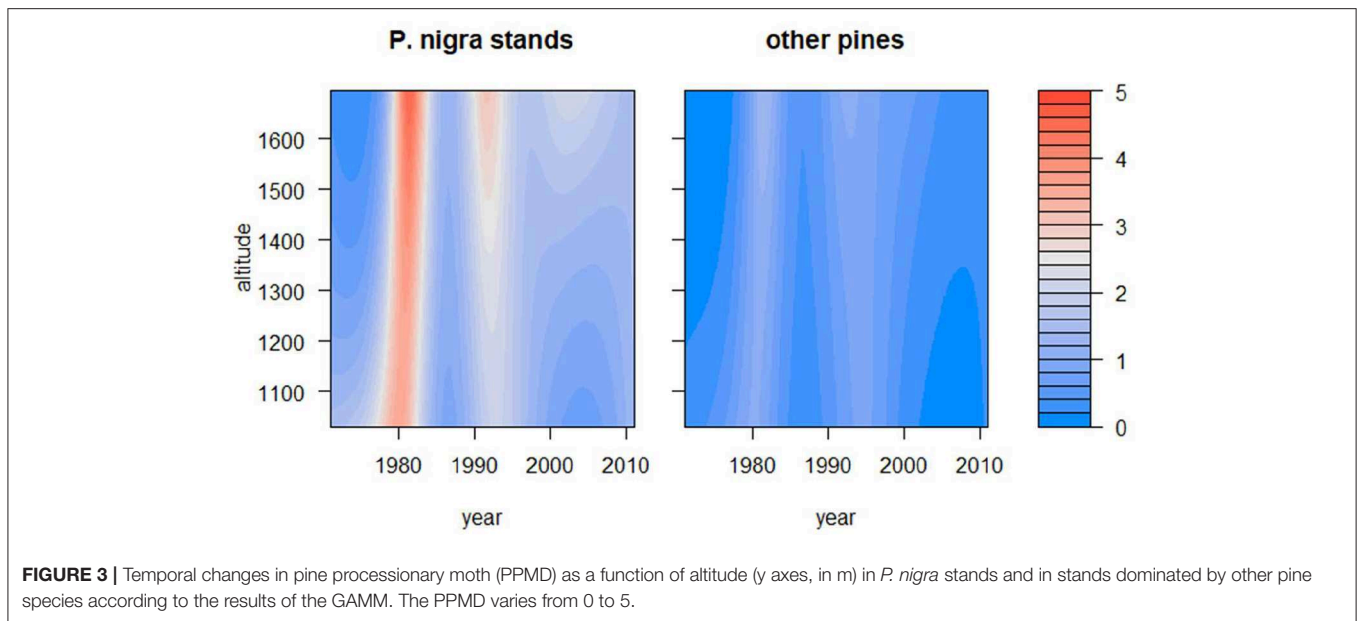 P. nigra stands
other pines
5
4
3
2
1
0
altitude
1600
1500
1400
1300
1200
1100
1980 1990 2000 2010
1980 1990 2000 2010
year
year
FIGURE 3 | Temporal changes in pine processionary moth (PPMD) as a function of altitude (y axes, in m) in P. nigra stands and in stands dominated by other pine
species according to the results of the GAMM. The PPMD varies from 0 to 5.